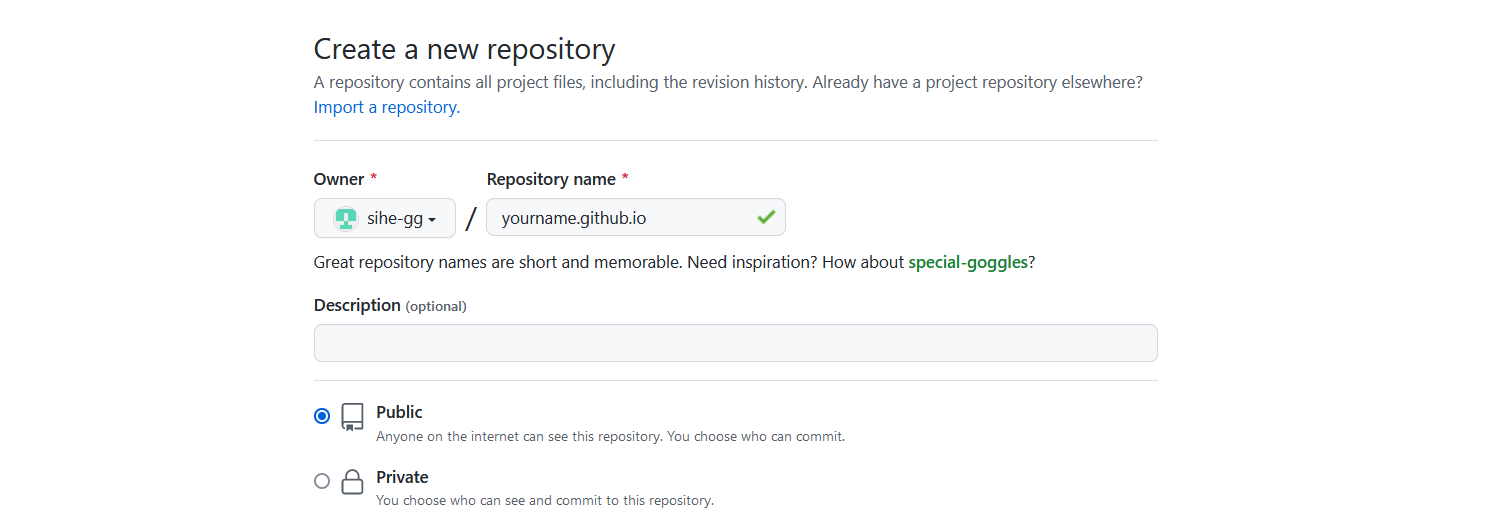 Create a new repository
A repository contains all project files, including the revision history. Already have a project repository elsewhere?
Import a repository.
Owner * Repository name *
sihe-gg / yourname.github.io
Great repository names are short and memorable. Need inspiration? How about special-goggles?
Description (optional)
Public
Anyone on the internet can see this repository. You choose who can commit.
Private
You choose who can see and commit to this repository.